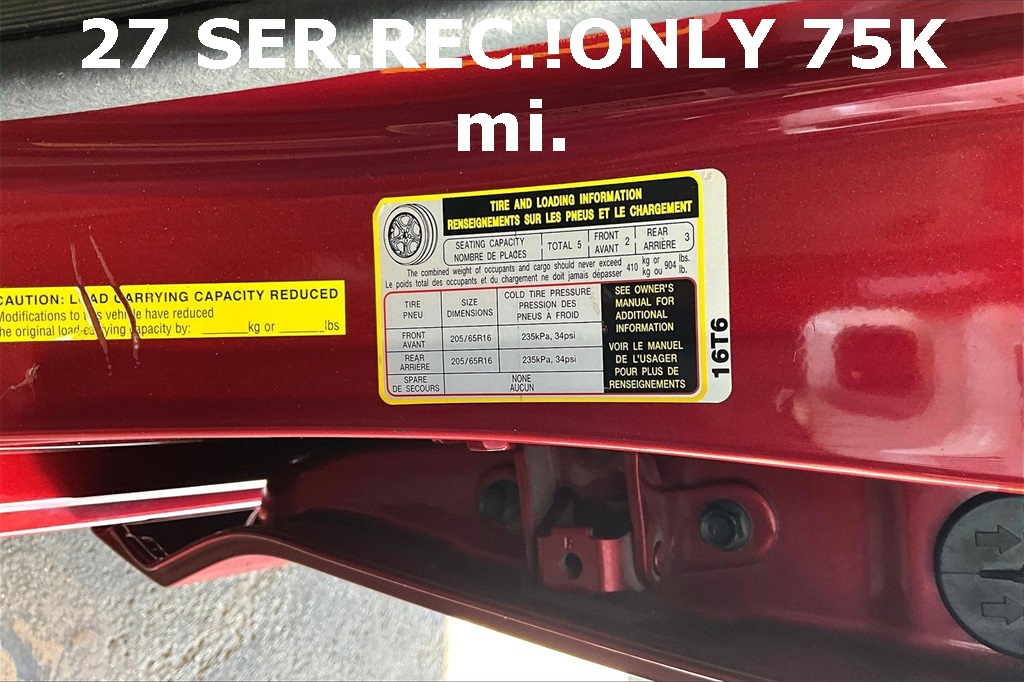 27 SER.REC.!ONLY 75K
mi.
TIRE AND LOADING INFORMATION
RENSEIGNEMENTS SUR LES PNEUS ET LE CHARGEMENT
SEATING CAPACITY
NOMBRE DE PLACES
TOTAL 5
FRONT
AVANT
2
REAR
ARRIÈRE
3
The combined weight of occupants and cargo should never exceed
Le poids total des occupants et du chargement ne doit jamais dépasser
410
kg or
kg ou
904
lbs.
lb.
TIRE
PNEU
SIZE
DIMENSIONS
COLD TIRE PRESSURE
PRESSION DES
PNEUS À FROID
FRONT
AVANT
205/65R16
235kPa, 34psi
REAR
ARRIÈRE
205/65R16
235kPa, 34psi
SPARE
DE SECOURS
NONE
AUCUN
SEE OWNER'S
MANUAL FOR
ADDITIONAL
INFORMATION
VOIR LE MANUEL
DE L'USAGER
POUR PLUS DE
RENSEIGNEMENTS
16T6
CAUTION: LOAD CARRYING CAPACITY REDUCED
Modifications to this vehicle have reduced
the original load-carrying capacity by: ______kg or ______lbs